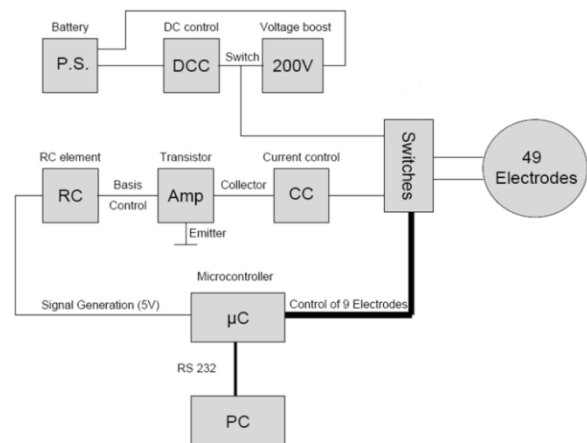 Battery
DC control
Voltage boost
P.S.
DCC
Switch
200V
Switches
49
Electrodes
RC element
Transistor
Current control
RC
Basis
Control
Amp
Collector
CC
Emitter
Microcontroller
Signal Generation (5V)
µC
Control of 9 Electrodes
RS 232
PC